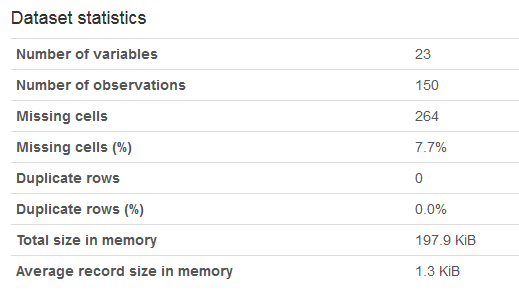 Dataset statistics
Number of variables 23
Number of observations 150
Missing cells 264
Missing cells (%) 7.7%
Duplicate rows 0
Duplicate rows (%) 0.0%
Total size in memory 197.9 KiB
Average record size in memory 1.3 KiB